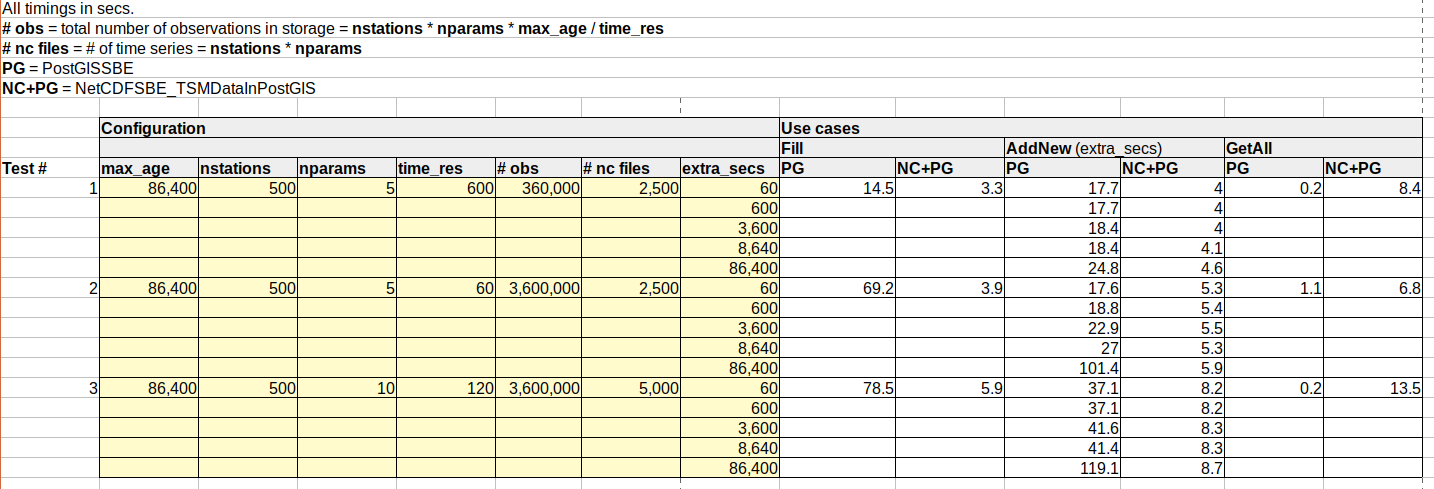 All timings in secs.
# obs = total number of observations in storage = nstations * nparams * max_age / time_res
# nc files = # of time series = nstations * nparams
PG = PostGISSBE
NC+PG = NetCDFSBE_TSMDataInPostGIS
Configuration Use cases
Fill AddNew (extra_secs) GetAll
Test # max_age nstations nparams time_res # obs # nc files extra_secs PG NC+PG PG NC+PG PG NC+PG
1 86,400 500 5 600 360,000 2,500 60 14.5 3.3 17.7 4 0.2 8.4
600 17.7 4
3,600 18.4 4
8,640 18.4 4.1
86,400 24.8 4.6
2 86,400 500 5 60 3,600,000 2,500 60 69.2 3.9 17.6 5.3 1.1 6.8
600 18.8 5.4
3,600 22.9 5.5
8,640 27 5.3
86,400 101.4 5.9
3 86,400 500 10 120 3,600,000 5,000 60 78.5 5.9 37.1 8.2 0.2 13.5
600 37.1 8.2
3,600 41.6 8.3
8,640 41.4 8.3
86,400 119.1 8.7